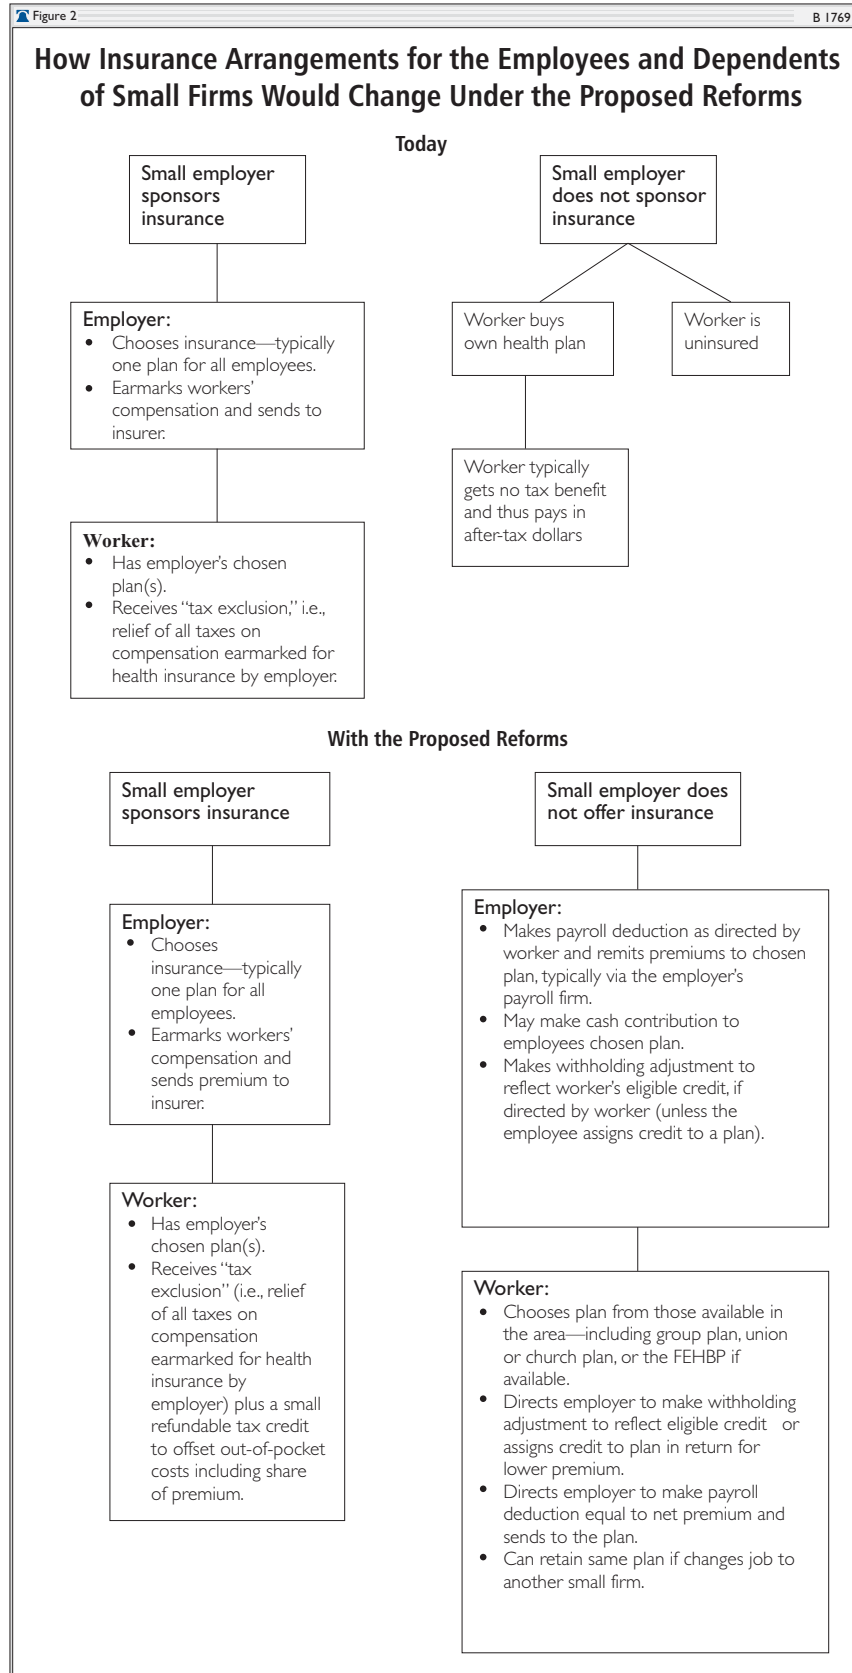 Figure 2
B 1769
How Insurance Arrangements for the Employees and Dependents
of Small Firms Would Change Under the Proposed Reforms
Today
Small employer
sponsors
insurance
Employer:
• Chooses insurance—typically
one plan for all employees.
• Earmarks workers'
compensation and sends to
insurer.
Worker:
• Has employer's chosen
plan(s).
• Receives "tax exclusion," i.e.,
relief of all taxes on
compensation earmarked for
health insurance by employer.
Small employer
does not sponsor
insurance
Worker buys
own health plan
Worker is
uninsured
Worker typically
gets no tax benefit
and thus pays in
after-tax dollars
With the Proposed Reforms
Small employer
sponsors insurance
Employer:
• Chooses
insurance—typically
one plan for all
employees.
• Earmarks workers'
compensation and
sends premium to
insurer.
Worker:
• Has employer's
chosen plan(s).
• Receives "tax
exclusion" (i.e., relief
of all taxes on
compensation
earmarked for health
insurance by
employer) plus a small
refundable tax credit
to offset out-of-pocket
costs including share
of premium.
Small employer does
not offer insurance
Employer:
• Makes payroll deduction as directed by
worker and remits premiums to chosen
plan, typically via the employer's
payroll firm.
• May make cash contribution to
employees chosen plan.
• Makes withholding adjustment to
reflect worker's eligible credit, if
directed by worker (unless the
employee assigns credit to a plan).
Worker:
• Chooses plan from those available in
the area—including group plan, union
or church plan, or the FEHBP if
available.
• Directs employer to make withholding
adjustment to reflect eligible credit or
assigns credit to plan in return for
lower premium.
• Directs employer to make payroll
deduction equal to net premium and
sends to the plan.
• Can retain same plan if changes job to
another small firm.